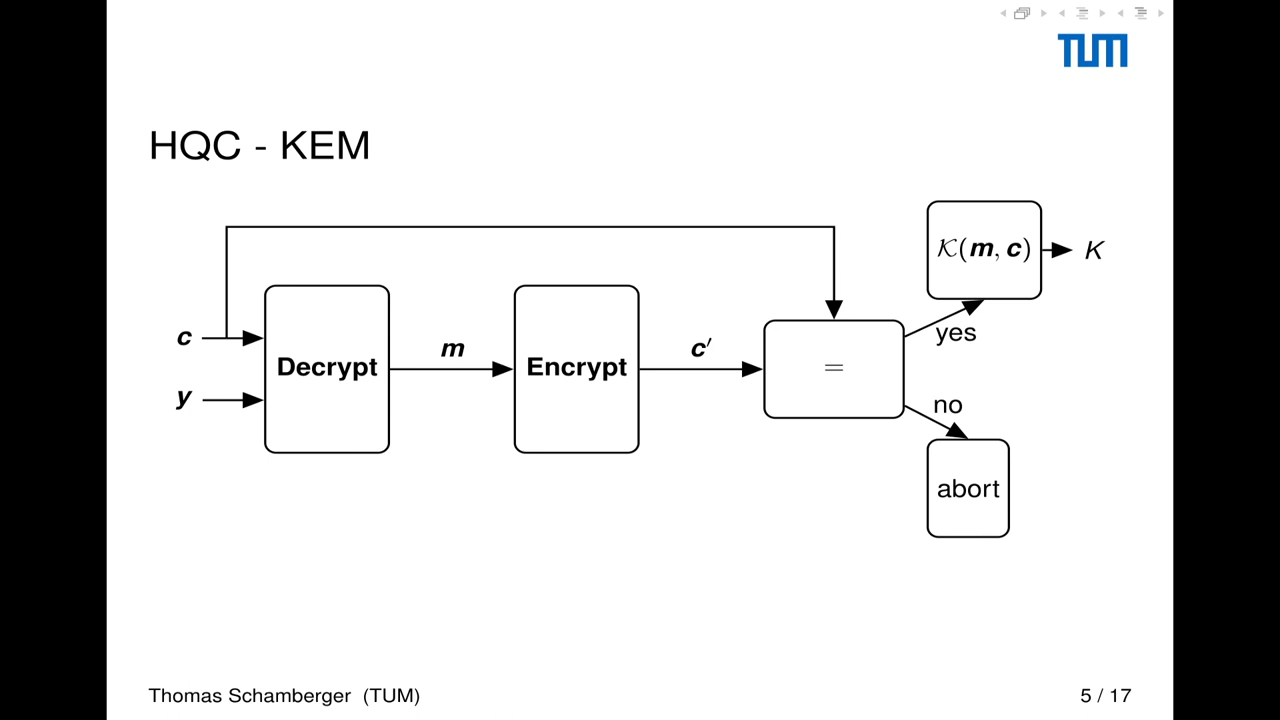 TUM
HQC - KEM
𝒦(m, c)
K
c
y
Decrypt
m
Encrypt
c′
=
yes
no
abort
Thomas Schamberger (TUM)
5 / 17